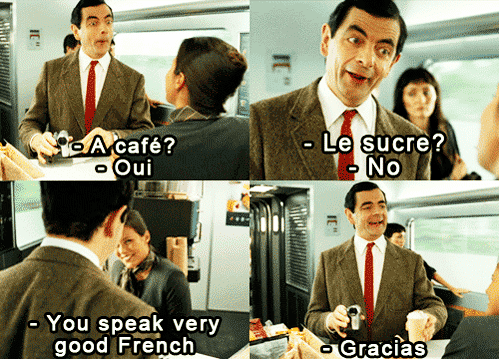 - A café?
- Oui
- Le sucre?
- No
- You speak very
good French
- Gracias